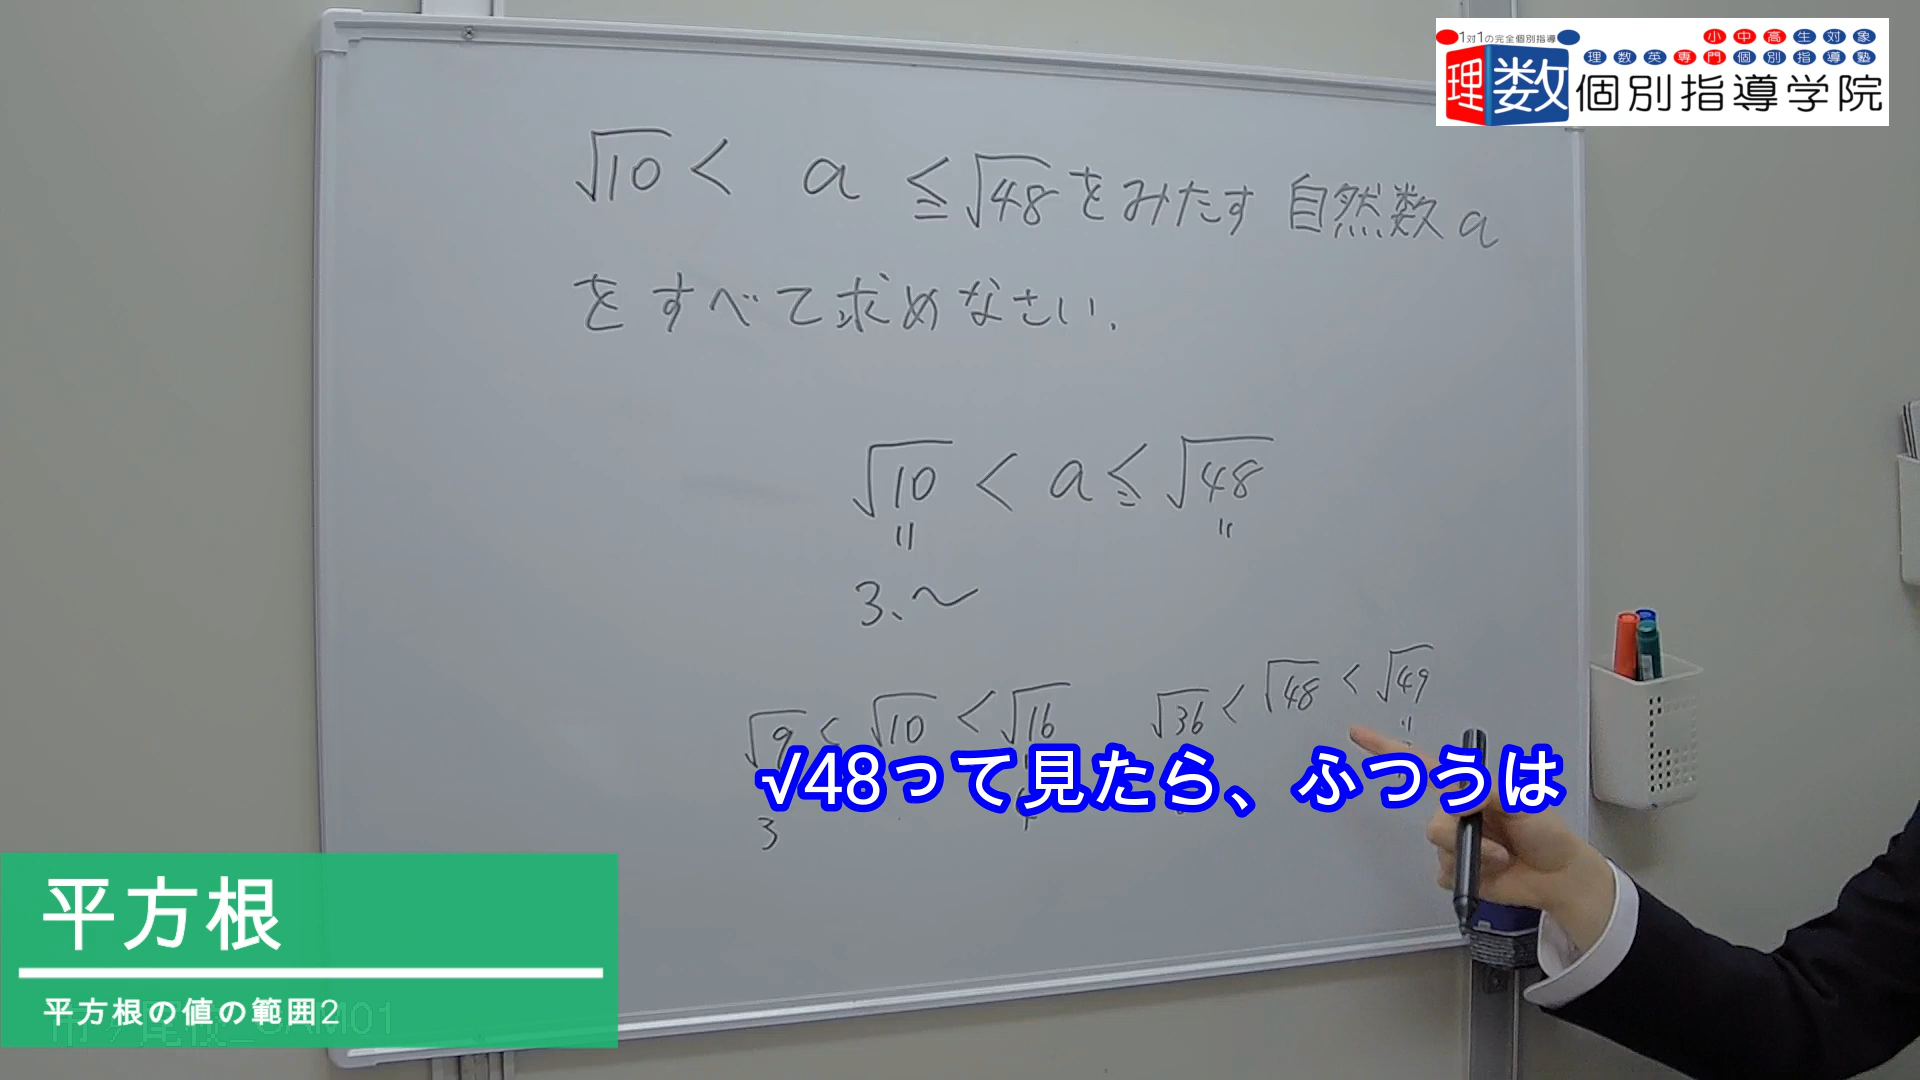 1対1の完全個別指導
小中高生対象
理数英専門個別指導塾
理数個別指導学院
√10 < a ≦ √48をみたす 自然数a
をすべて求めなさい.
√10 < a ≦ √48
" "
3.~
√9 < √10 < √16 √36 < √48 < √49
"
3
√48って見たら、ふつうは
平方根
平方根の値の範囲2